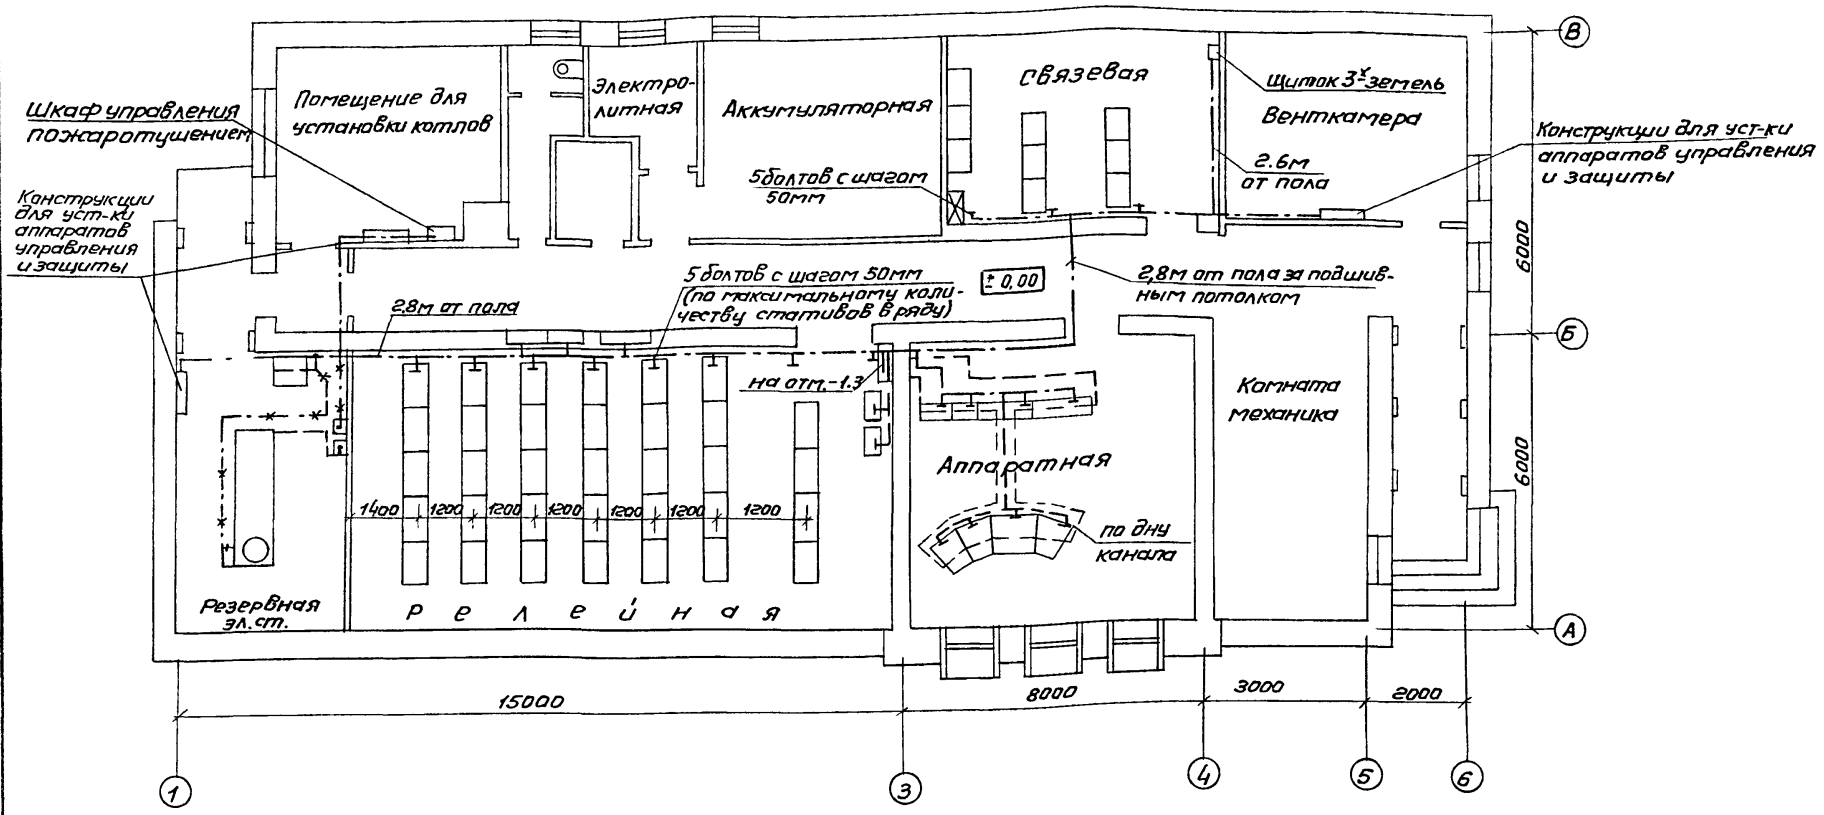 Шкаф управления
пожаротушением
Помещение для
установки котлов
Электро-
литная
Аккумуляторная
Связевая
Щиток 3х земель
Венткамера
В
Конструкции для уст-ки
аппаратов управления
и защиты
2.6м
от пола
5 болтов с шагом
50мм
Конструкции
для уст-ки
аппаратов
управления
и защиты
2.8м от пола
5 болтов с шагом 50мм
(по максимальному коли-
честву стативов в ряду)
± 0,00
2,8м от пола за подшив-
ным потолком
6000
Б
на отм.-1.3
Комната
механика
Аппаратная
6000
1400 1200 1200 1200 1200 1200 1200
по дну
канала
Резервная
эл.ст.
Релейная
А
15000
8000
3000
2000
1
3
4
5
6